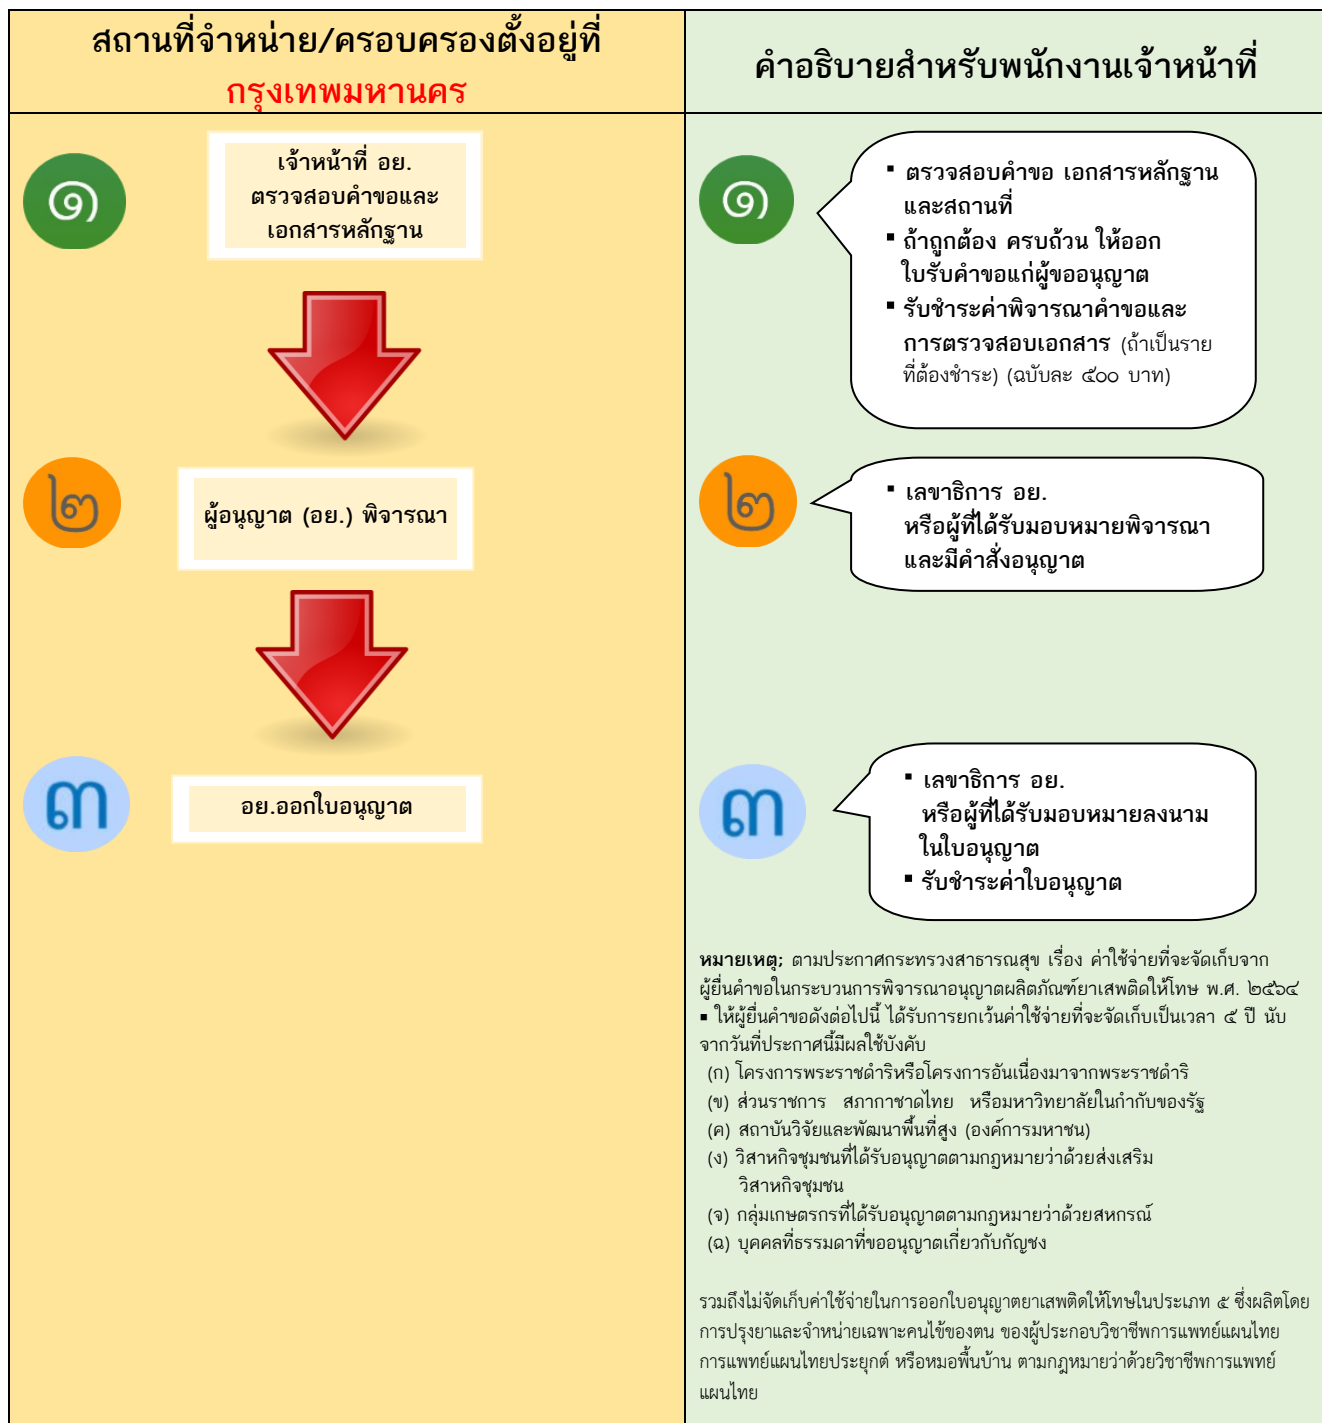 สถานที่จำหน่าย/ครอบครองตั้งอยู่ที่
กรุงเทพมหานคร
คำอธิบายสำหรับพนักงานเจ้าหน้าที่
๑
เจ้าหน้าที่ อย.
ตรวจสอบคำขอและ
เอกสารหลักฐาน
๒
ผู้อนุญาต (อย.) พิจารณา
๓
อย.ออกใบอนุญาต
๑
▪ ตรวจสอบคำขอ เอกสารหลักฐาน
และสถานที่
▪ ถ้าถูกต้อง ครบถ้วน ให้ออก
ใบรับคำขอแก่ผู้ขออนุญาต
▪ รับชำระค่าพิจารณาคำขอและ
การตรวจสอบเอกสาร (ถ้าเป็นราย
ที่ต้องชำระ) (ฉบับละ ๕๐๐ บาท)
๒
▪ เลขาธิการ อย.
หรือผู้ที่ได้รับมอบหมายพิจารณา
และมีคำสั่งอนุญาต
๓
▪ เลขาธิการ อย.
หรือผู้ที่ได้รับมอบหมายลงนาม
ในใบอนุญาต
▪ รับชำระค่าใบอนุญาต
หมายเหตุ; ตามประกาศกระทรวงสาธารณสุข เรื่อง ค่าใช้จ่ายที่จะจัดเก็บจาก
ผู้ยื่นคำขอในกระบวนการพิจารณาอนุญาตผลิตภัณฑ์ยาเสพติดให้โทษ พ.ศ. ๒๕๖๔
▪ ให้ผู้ยื่นคำขอดังต่อไปนี้ ได้รับการยกเว้นค่าใช้จ่ายที่จะจัดเก็บเป็นเวลา ๕ ปี นับ
จากวันที่ประกาศนี้มีผลใช้บังคับ
(ก) โครงการพระราชดำริหรือโครงการอันเนื่องมาจากพระราชดำริ
(ข) ส่วนราชการ สภากาชาดไทย หรือมหาวิทยาลัยในกำกับของรัฐ
(ค) สถาบันวิจัยและพัฒนาพื้นที่สูง (องค์การมหาชน)
(ง) วิสาหกิจชุมชนที่ได้รับอนุญาตตามกฎหมายว่าด้วยส่งเสริม
วิสาหกิจชุมชน
(จ) กลุ่มเกษตรกรที่ได้รับอนุญาตตามกฎหมายว่าด้วยสหกรณ์
(ฉ) บุคคลที่ธรรมดาที่ขออนุญาตเกี่ยวกับกัญชง
รวมถึงไม่จัดเก็บค่าใช้จ่ายในการออกใบอนุญาตยาเสพติดให้โทษในประเภท ๕ ซึ่งผลิตโดย
การปรุงยาและจำหน่ายเฉพาะคนไข้ของตน ของผู้ประกอบวิชาชีพการแพทย์แผนไทย
การแพทย์แผนไทยประยุกต์ หรือหมอพื้นบ้าน ตามกฎหมายว่าด้วยวิชาชีพการแพทย์
แผนไทย